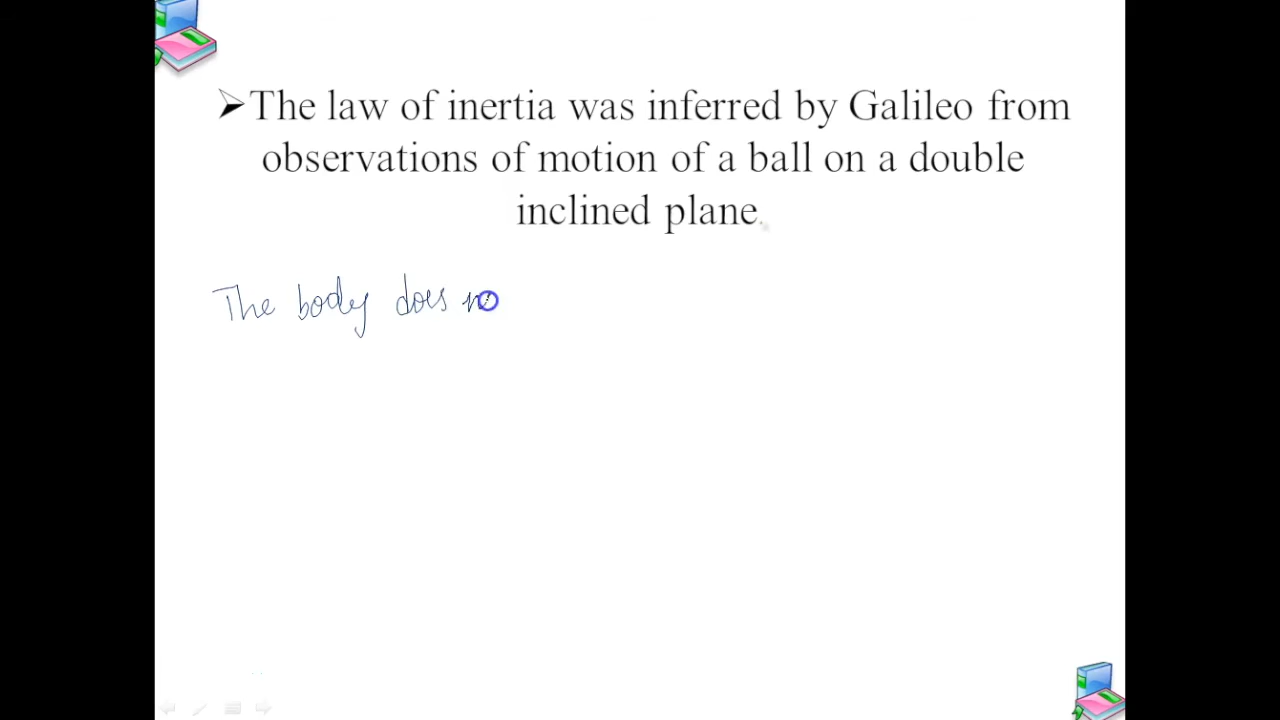 ➢The law of inertia was inferred by Galileo from
observations of motion of a ball on a double
inclined plane.
The body does